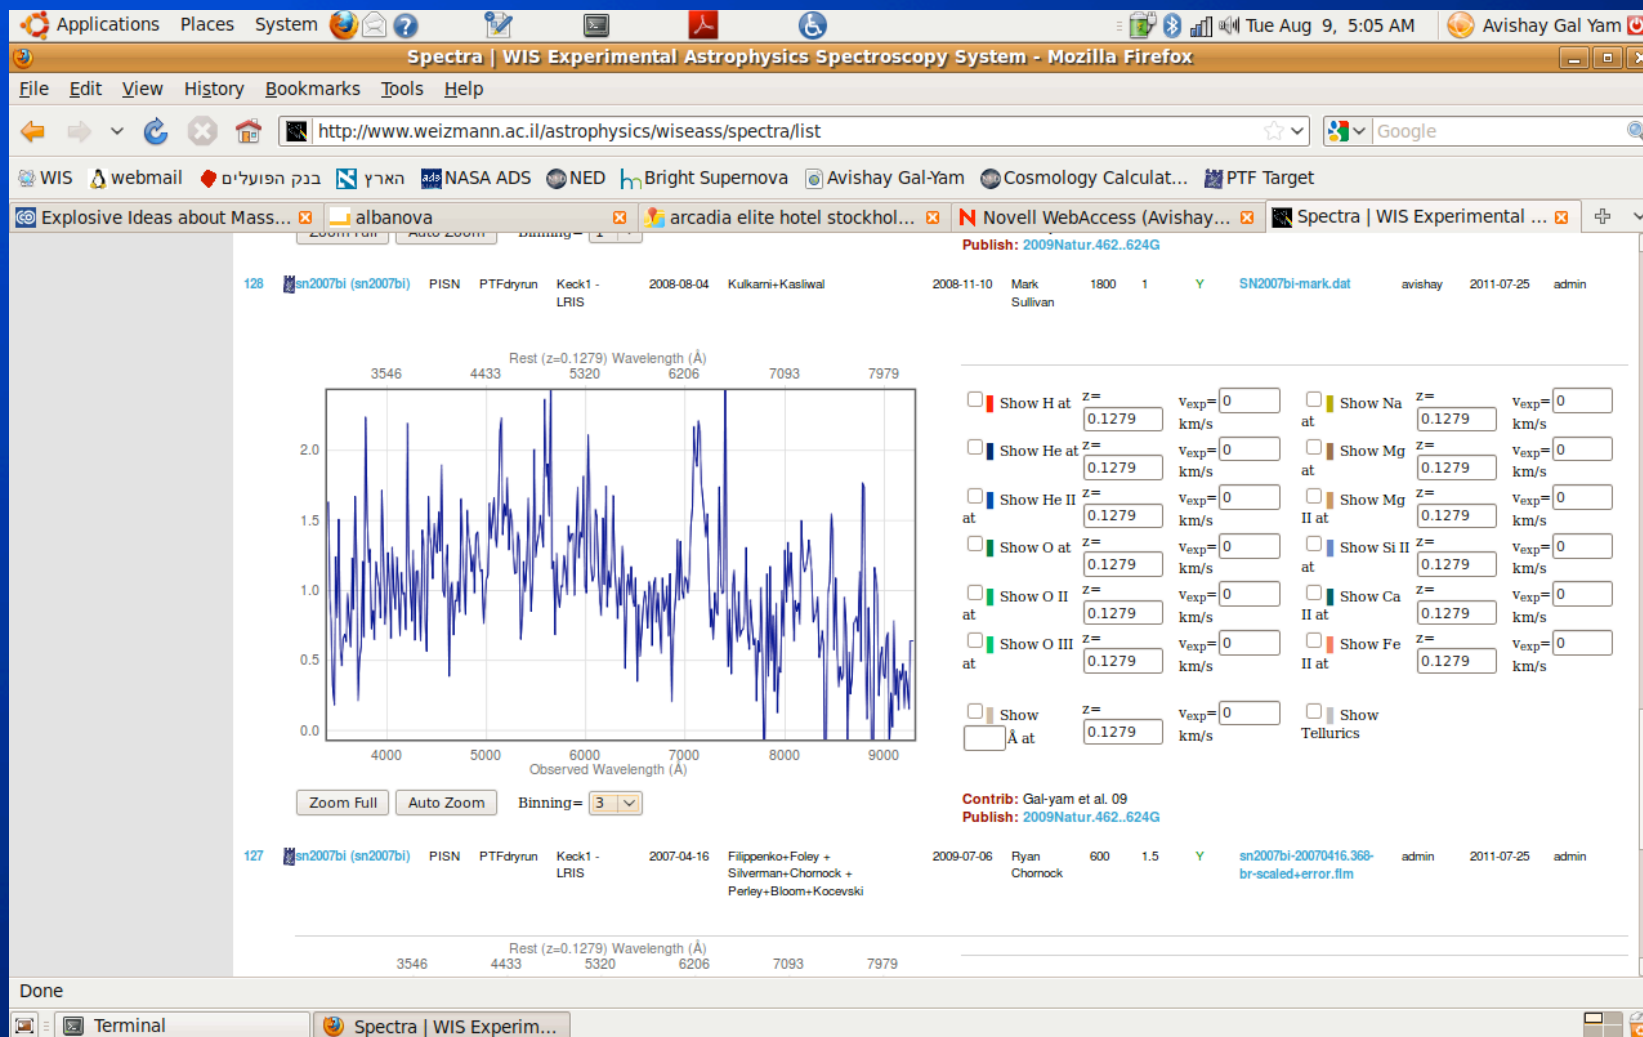 Applications Places System Tue Aug 9, 5:05 AM Avishay Gal Yam
Spectra | WIS Experimental Astrophysics Spectroscopy System - Mozilla Firefox
File Edit View History Bookmarks Tools Help
http://www.weizmann.ac.il/astrophysics/wiseass/spectra/list Google
WIS webmail בנק הפועלים הארץ NASA ADS NED Bright Supernova Avishay Gal-Yam Cosmology Calculat... PTF Target
Explosive Ideas about Mass... albanova arcadia elite hotel stockhol... Novell WebAccess (Avishay... Spectra | WIS Experimental ...
Zoom Full Auto Zoom Binning= 1
Publish: 2009Natur.462..624G
128 sn2007bi (sn2007bi) PISN PTFdryrun Keck1 - 2008-08-04 Kulkarni+Kasliwal 2008-11-10 Mark 1800 1 Y SN2007bi-mark.dat avishay 2011-07-25 admin
LRIS Sullivan
Rest (z=0.1279) Wavelength (Å)
3546 4433 5320 6206 7093 7979
2.0
1.5
1.0
0.5
0.0
4000 5000 6000 7000 8000 9000
Observed Wavelength (Å)
Show H at z= 0.1279 vexp= 0 km/s Show Na at z= 0.1279 vexp= 0 km/s
Show He at z= 0.1279 vexp= 0 km/s Show Mg at z= 0.1279 vexp= 0 km/s
Show He II at z= 0.1279 vexp= 0 km/s Show Mg II at z= 0.1279 vexp= 0 km/s
Show O at z= 0.1279 vexp= 0 km/s Show Si II at z= 0.1279 vexp= 0 km/s
Show O II at z= 0.1279 vexp= 0 km/s Show Ca II at z= 0.1279 vexp= 0 km/s
Show O III at z= 0.1279 vexp= 0 km/s Show Fe II at z= 0.1279 vexp= 0 km/s
Show Å at z= 0.1279 vexp= 0 km/s Show Tellurics
Zoom Full Auto Zoom Binning= 3
Contrib: Gal-yam et al. 09
Publish: 2009Natur.462..624G
127 sn2007bi (sn2007bi) PISN PTFdryrun Keck1 - 2007-04-16 Filippenko+Foley + 2009-07-06 Ryan 600 1.5 Y sn2007bi-20070416.368- admin 2011-07-25 admin
LRIS Silverman+Chornock + Chornock br-scaled+error.flm
Perley+Bloom+Kocevski
Rest (z=0.1279) Wavelength (Å)
3546 4433 5320 6206 7093 7979
Done
Terminal Spectra | WIS Experim...